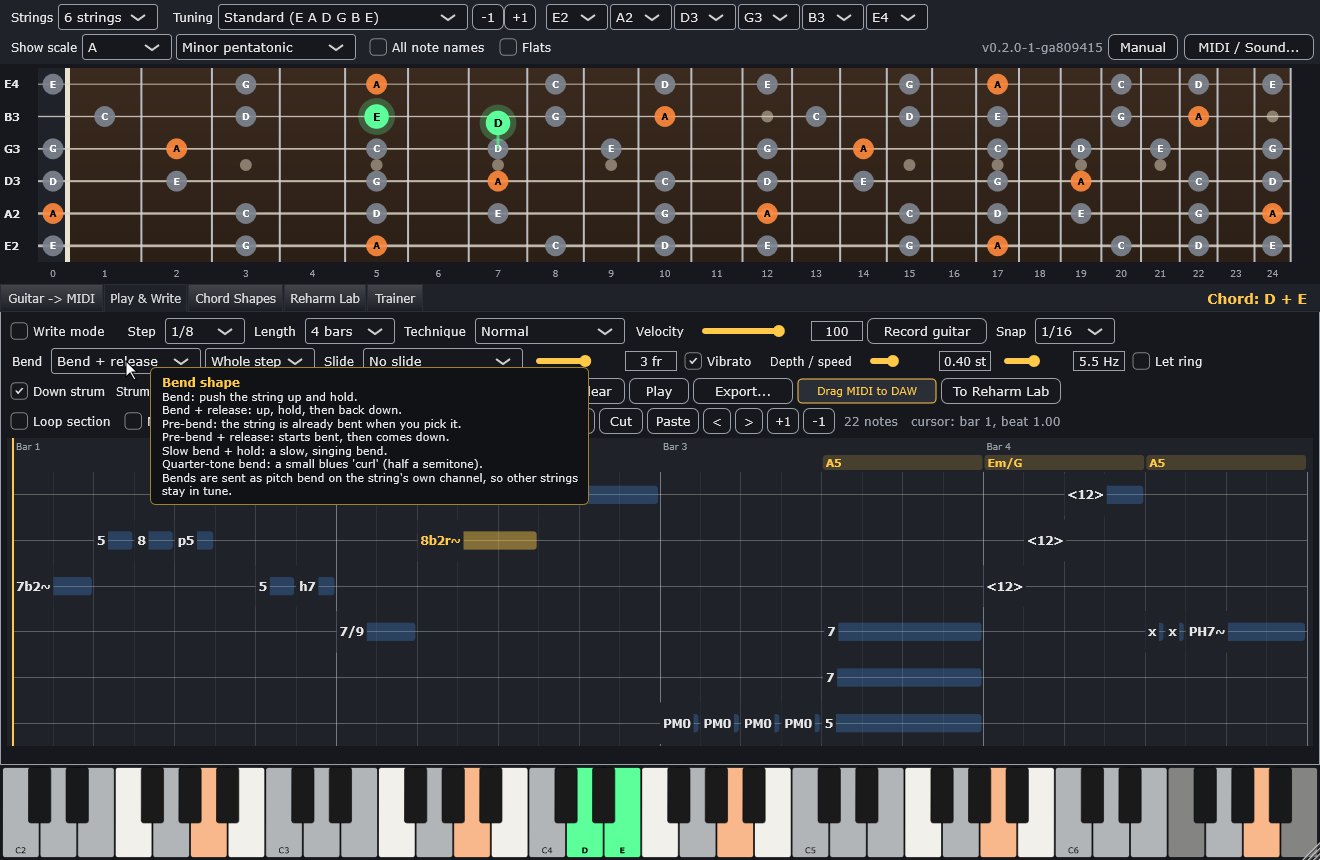 Strings 6 strings Tuning Standard (E A D G B E) -1 +1 E2 A2 D3 G3 B3 E4
Show scale A Minor pentatonic All note names Flats v0.2.0-1-ga809415 Manual MIDI / Sound...
E4 E G A C D E G A C D E
B3 C D E D G A C D E G A
G3 G A C D E G A C D E G
D3 D E G A C D E G A C D
A2 A C D E G A C D E G A
E2 E G A C D E G A C D E
0 1 2 3 4 5 6 7 8 9 10 11 12 13 14 15 16 17 18 19 20 21 22 23 24
Guitar -> MIDI Play & Write Chord Shapes Reharm Lab Trainer Chord: D + E
Write mode Step 1/8 Length 4 bars Technique Normal Velocity 100 Record guitar Snap 1/16
Bend Bend + release Whole step Slide No slide 3 fr Vibrato Depth / speed 0.40 st 5.5 Hz Let ring
Down strum Strum Play Export... Drag MIDI to DAW To Reharm Lab
Loop section Cut Paste < > +1 -1 22 notes cursor: bar 1, beat 1.00
Bend shape
Bend: push the string up and hold.
Bend + release: up, hold, then back down.
Pre-bend: the string is already bent when you pick it.
Pre-bend + release: starts bent, then comes down.
Slow bend + hold: a slow, singing bend.
Quarter-tone bend: a small blues 'curl' (half a semitone).
Bends are sent as pitch bend on the string's own channel, so other strings
stay in tune.
Bar 1 Bar 3 Bar 4
A5 Em/G A5
<12>
5 8 p5 8b2r~ <12>
7b2~ 5 h7 <12>
7/9 7 x x PH7~
7
PM0 PM0 PM0 PM0 5
C2 C3 C4 D E C5 C6